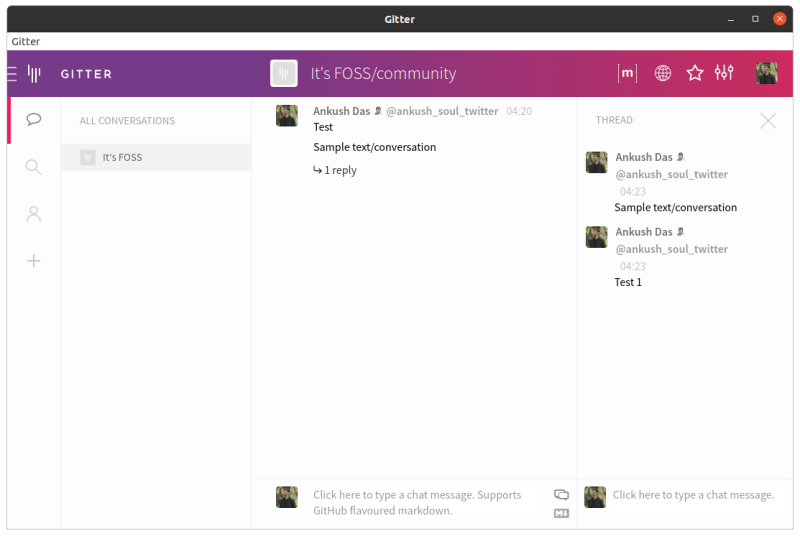 Gitter
Gitter
GITTER
It's FOSS/community
[m]
ALL CONVERSATIONS
It's FOSS
Ankush Das @ankush_soul_twitter 04:20
Test
Sample text/conversation
1 reply
Click here to type a chat message. Supports
GitHub flavoured markdown.
M
THREAD
Ankush Das
@ankush_soul_twitter
04:23
Sample text/conversation
Ankush Das
@ankush_soul_twitter
04:23
Test 1
Click here to type a chat message.